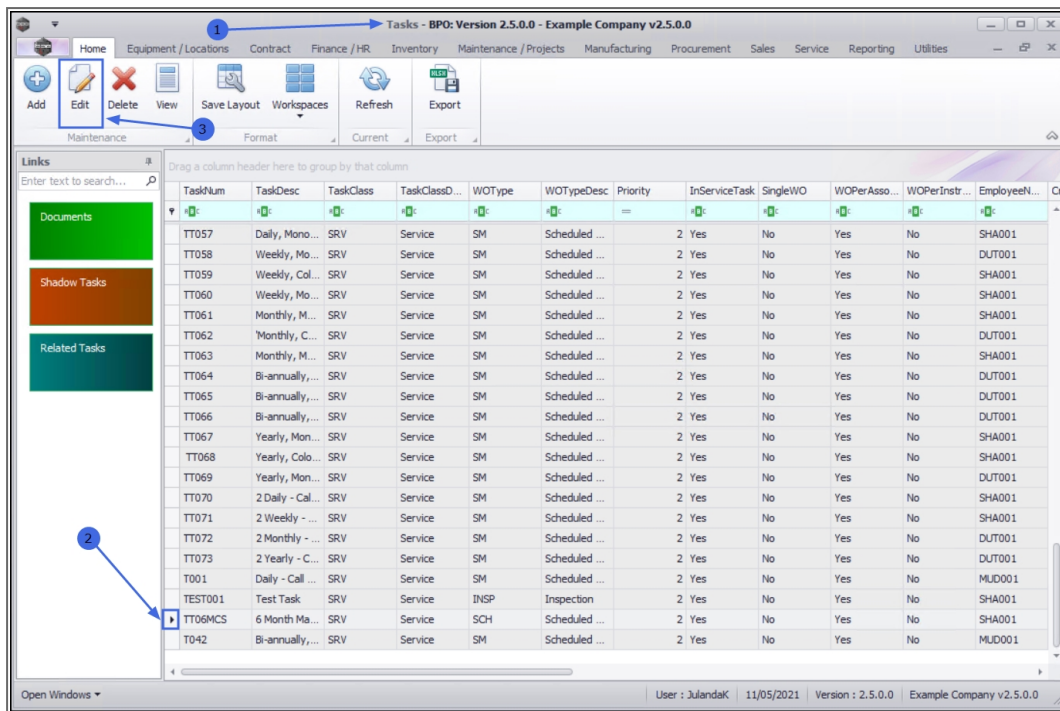 1
Tasks - BPO: Version 2.5.0.0 - Example Company v2.5.0.0
Home Equipment / Locations Contract Finance / HR Inventory Maintenance / Projects Manufacturing Procurement Sales Service Reporting Utilities
Add Edit Delete View Save Layout Workspaces Refresh Export
3
Maintenance Format Current Export
Links
Drag a column header here to group by that column
Enter text to search...
TaskNum TaskDesc TaskClass TaskClassD... WOType WOTypeDesc Priority InServiceTask SingleWO WOPerAsso... WOPerInstr... EmployeeN... Cr
Documents
Shadow Tasks
Related Tasks
TT057 Daily, Mono... SRV Service SM Scheduled ... 2 Yes No Yes No SHA001
TT058 Weekly, Mo... SRV Service SM Scheduled ... 2 Yes No Yes No DUT001
TT059 Weekly, Col... SRV Service SM Scheduled ... 2 Yes No Yes No SHA001
TT060 Weekly, Mo... SRV Service SM Scheduled ... 2 Yes No Yes No SHA001
TT061 Monthly, M... SRV Service SM Scheduled ... 2 Yes No Yes No SHA001
TT062 'Monthly, C... SRV Service SM Scheduled ... 2 Yes No Yes No DUT001
TT063 Monthly, M... SRV Service SM Scheduled ... 2 Yes No Yes No SHA001
TT064 Bi-annually,... SRV Service SM Scheduled ... 2 Yes No Yes No DUT001
TT065 Bi-annually,... SRV Service SM Scheduled ... 2 Yes No Yes No DUT001
TT066 Bi-annually,... SRV Service SM Scheduled ... 2 Yes No Yes No DUT001
TT067 Yearly, Mon... SRV Service SM Scheduled ... 2 Yes No Yes No SHA001
TT068 Yearly, Colo... SRV Service SM Scheduled ... 2 Yes No Yes No SHA001
TT069 Yearly, Mon... SRV Service SM Scheduled ... 2 Yes No Yes No DUT001
TT070 2 Daily - Cal... SRV Service SM Scheduled ... 2 Yes No Yes No SHA001
TT071 2 Weekly - ... SRV Service SM Scheduled ... 2 Yes No Yes No SHA001
2
TT072 2 Monthly - ... SRV Service SM Scheduled ... 2 Yes No Yes No DUT001
TT073 2 Yearly - C... SRV Service SM Scheduled ... 2 Yes No Yes No DUT001
T001 Daily - Call ... SRV Service SM Scheduled ... 2 Yes No Yes No MUD001
TEST001 Test Task SRV Service INSP Inspection 2 Yes No Yes No SHA001
TT06MCS 6 Month Ma... SRV Service SCH Scheduled ... 2 Yes No Yes No SHA001
T042 Bi-annually,... SRV Service SM Scheduled ... 2 Yes No Yes No MUD001
Open Windows User : JulandaK 11/05/2021 Version : 2.5.0.0 Example Company v2.5.0.0